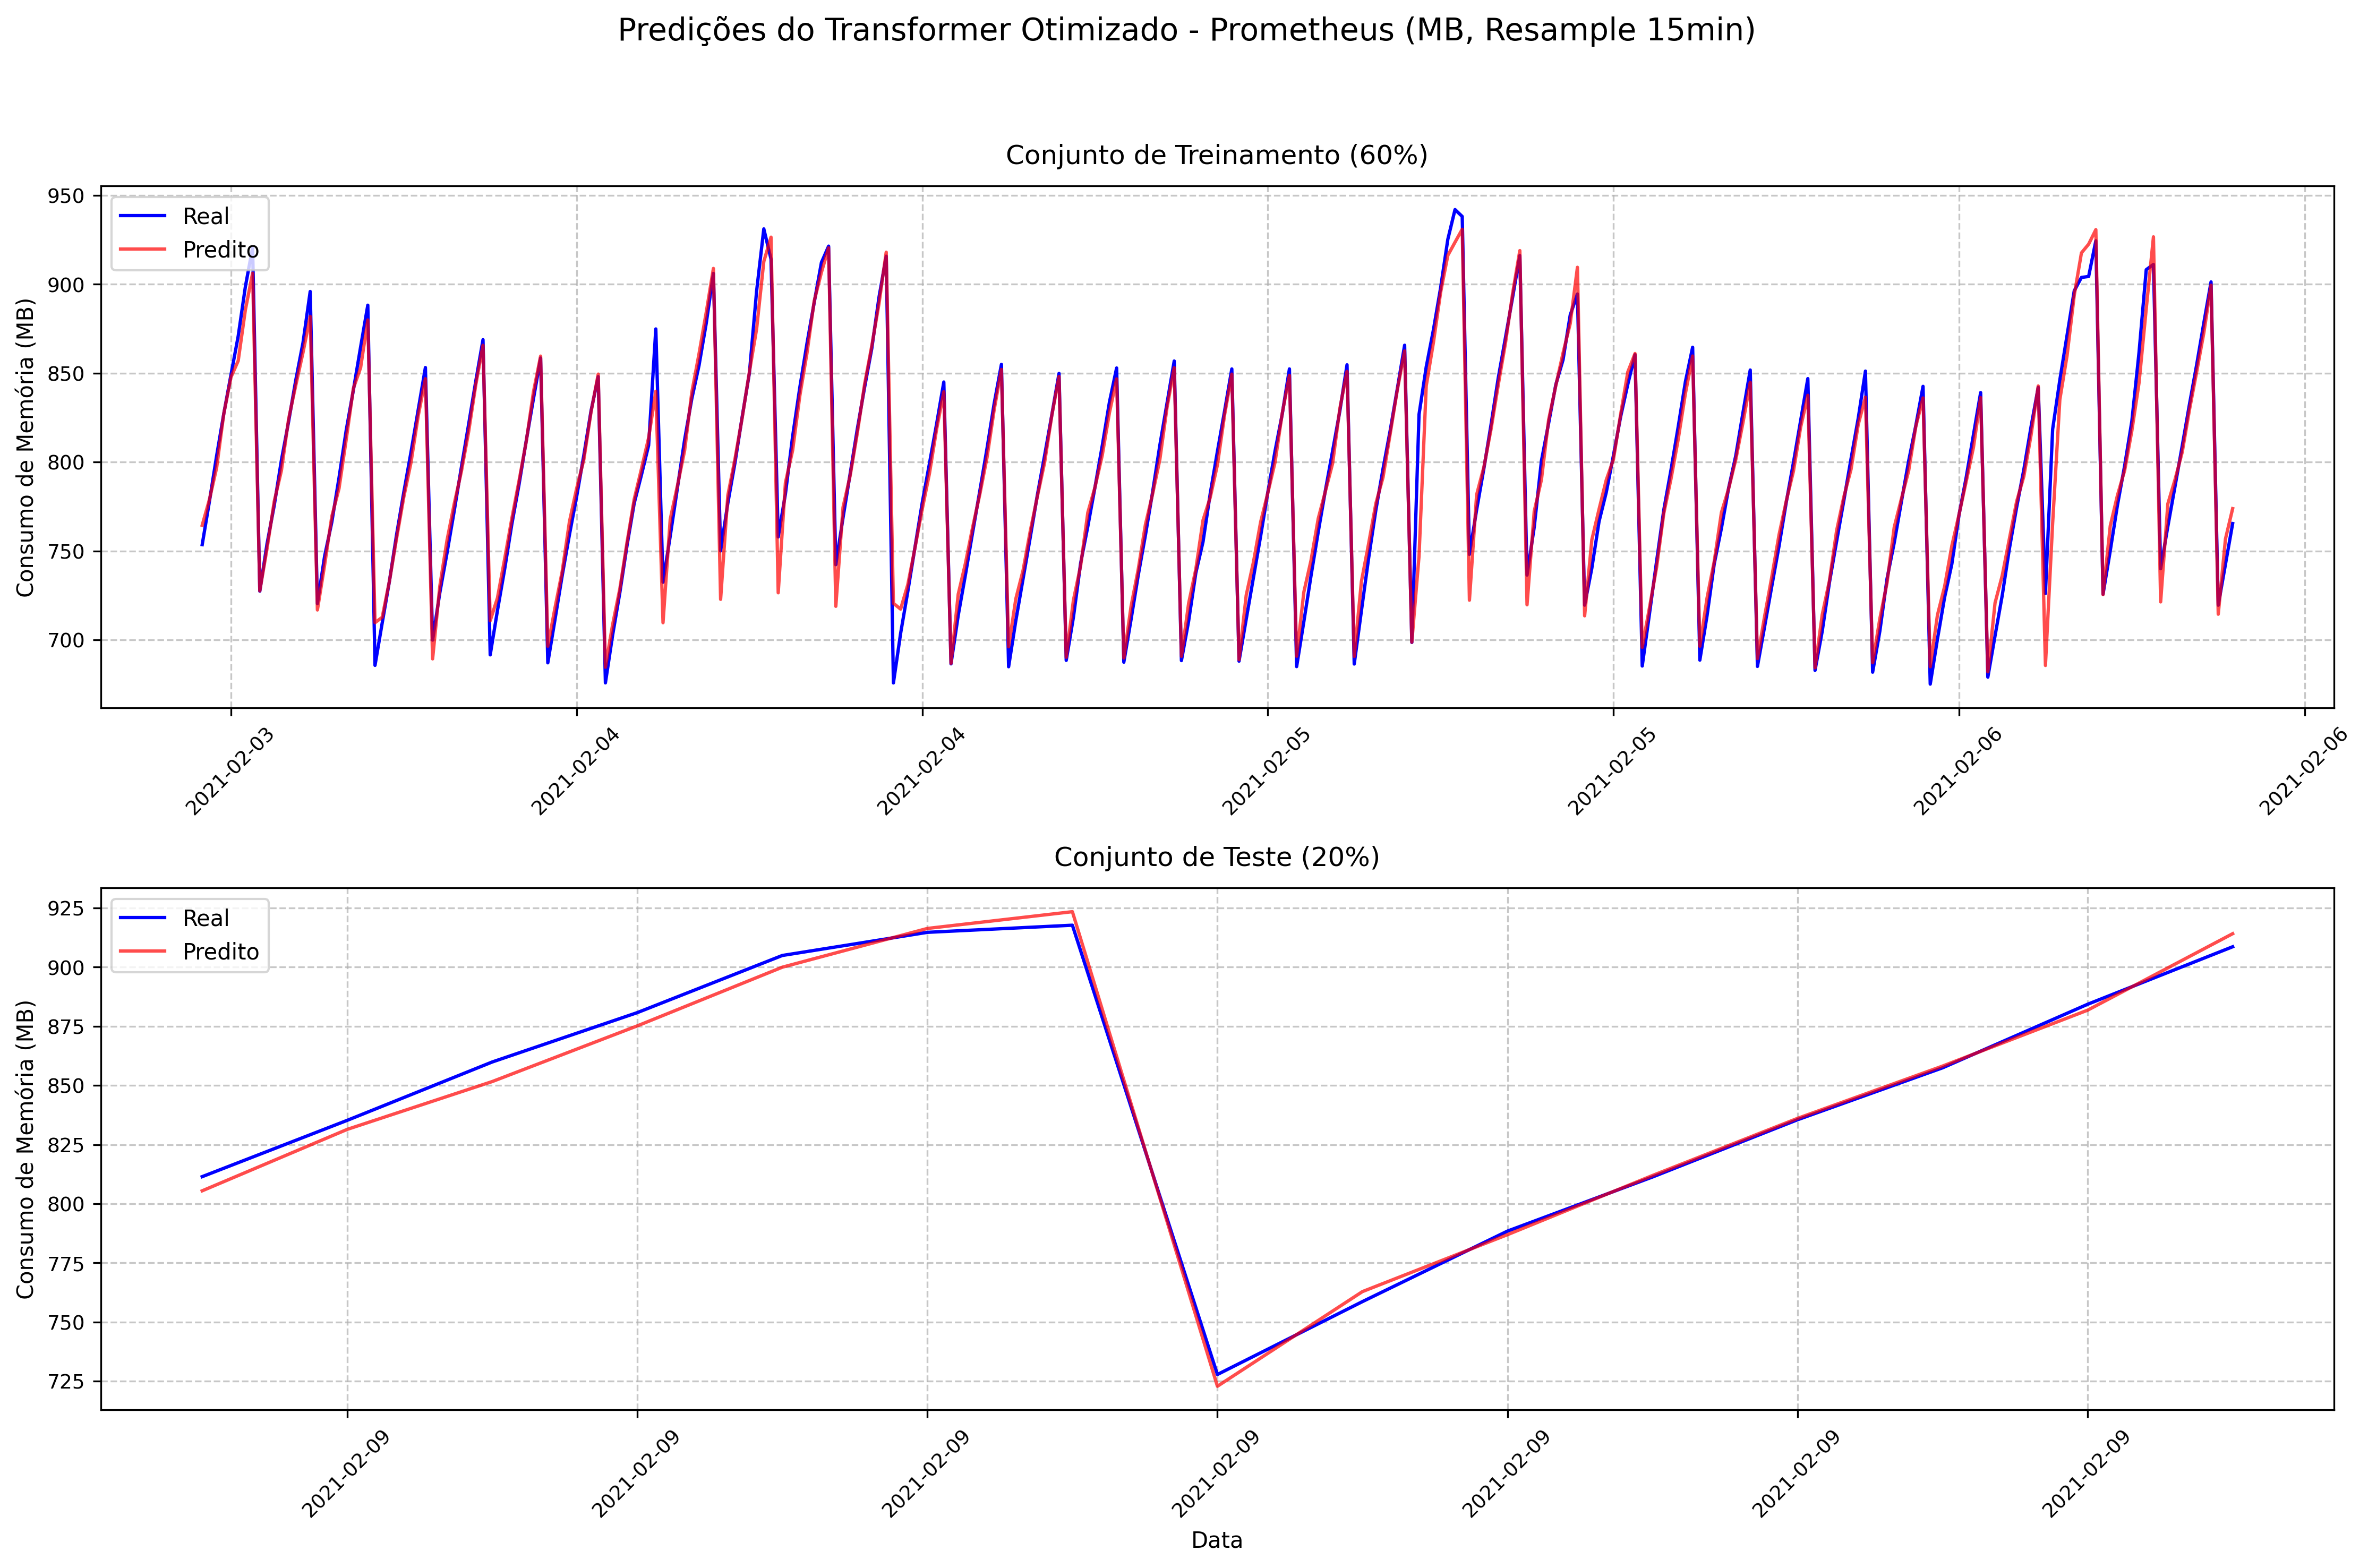 Predições do Transformer Otimizado - Prometheus (MB, Resample 15min)
Conjunto de Treinamento (60%)
Consumo de Memória (MB)
950
900
850
800
750
700
Real
Predito
2021-02-03
2021-02-04
2021-02-04
2021-02-05
2021-02-05
2021-02-06
2021-02-06
Conjunto de Teste (20%)
Consumo de Memória (MB)
925
900
875
850
825
800
775
750
725
Real
Predito
2021-02-09
2021-02-09
2021-02-09
2021-02-09
2021-02-09
2021-02-09
2021-02-09
Data